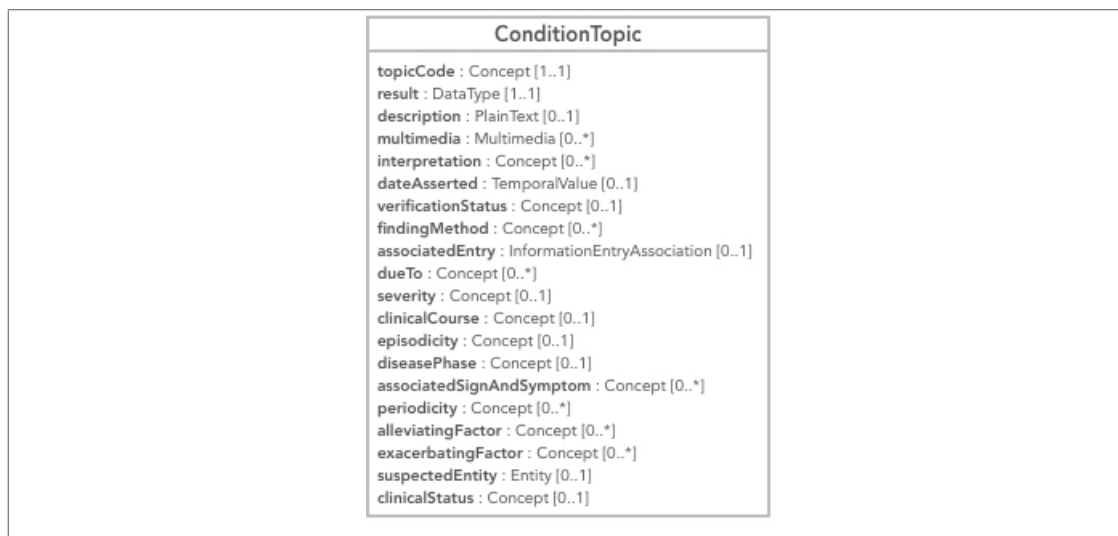 ConditionTopic
topicCode : Concept [1..1]
result : DataType [1..1]
description : PlainText [0..1]
multimedia : Multimedia [0..*]
interpretation : Concept [0..*]
dateAsserted : TemporalValue [0..1]
verificationStatus : Concept [0..1]
findingMethod : Concept [0..*]
associatedEntry : InformationEntryAssociation [0..1]
dueTo : Concept [0..*]
severity : Concept [0..1]
clinicalCourse : Concept [0..1]
episodicity : Concept [0..1]
diseasePhase : Concept [0..1]
associatedSignAndSymptom : Concept [0..*]
periodicity : Concept [0..*]
alleviatingFactor : Concept [0..*]
exacerbatingFactor : Concept [0..*]
suspectedEntity : Entity [0..1]
clinicalStatus : Concept [0..1]